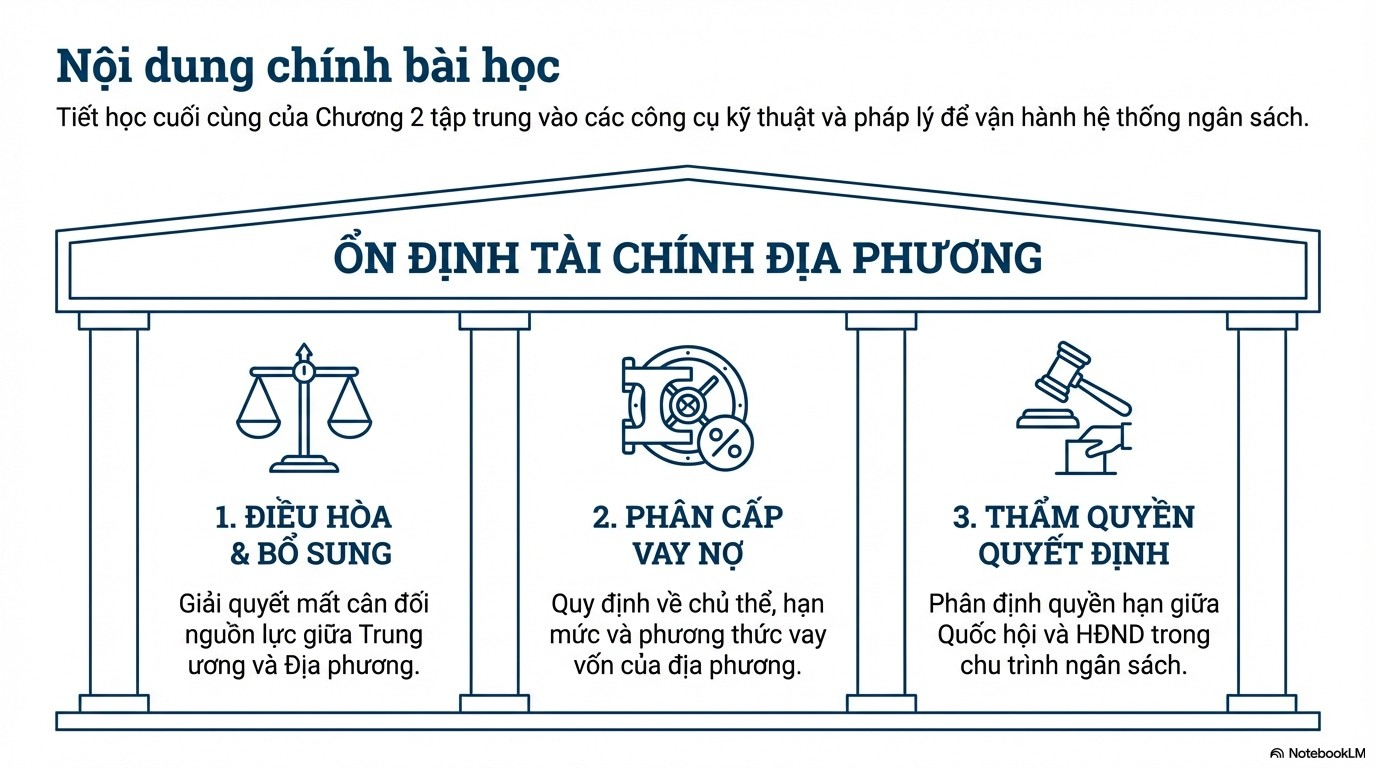 Nội dung chính bài học
Tiết học cuối cùng của Chương 2 tập trung vào các công cụ kỹ thuật và pháp lý để vận hành hệ thống ngân sách.
ỔN ĐỊNH TÀI CHÍNH ĐỊA PHƯƠNG
1. ĐIỀU HÒA
& BỔ SUNG
Giải quyết mất cân đối
nguồn lực giữa Trung
ương và Địa phương.
2. PHÂN CẤP
VAY NỢ
Quy định về chủ thể, hạn
mức và phương thức vay
vốn của địa phương.
3. THẨM QUYỀN
QUYẾT ĐỊNH
Phân định quyền hạn giữa
Quốc hội và HĐND trong
chu trình ngân sách.
NotebookLM